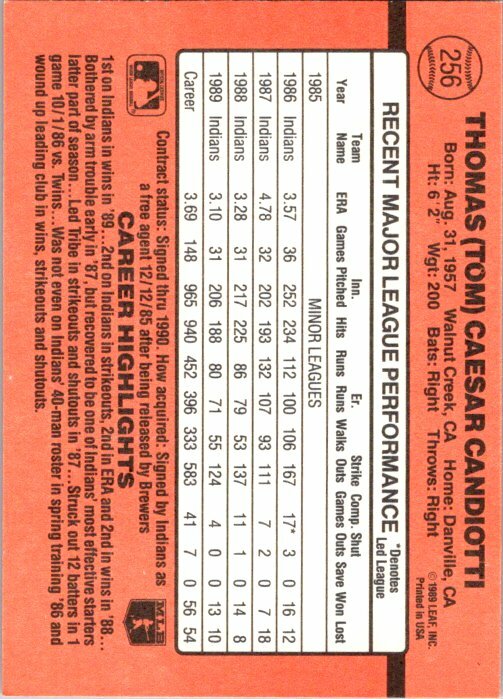 256
THOMAS (TOM) CAESAR CANDIOTTI
© 1989 LEAF, INC.
Printed in USA
Born: Aug. 31, 1957 Walnut Creek, CA Home: Danville, CA
Ht: 6'2" Wgt: 200 Bats: Right Throws: Right
RECENT MAJOR LEAGUE PERFORMANCE *Denotes Led League
Year Team Name ERA Games Inn. Pitched Hits Runs Er. Runs Walks Strike Outs Comp. Games Shut Outs Save Won Lost
1985 MINOR LEAGUES
1986 Indians 3.57 36 252 234 112 100 106 167 17* 3 0 16 12
1987 Indians 4.78 32 202 193 132 107 93 111 7 2 0 7 18
1988 Indians 3.28 31 217 225 86 79 53 137 11 1 0 14 8
1989 Indians 3.10 31 206 188 80 71 55 124 4 0 0 13 10
Career 3.69 148 965 940 452 396 333 583 41 7 0 56 54
Contract status: Signed thru 1990. How acquired: Signed by Indians as
a free agent 12/12/85 after being released by Brewers
MLB
CAREER HIGHLIGHTS
1st on Indians in wins in '89...2nd on Indians in strikeouts, 2nd in ERA and 2nd in wins in '88...
Bothered by arm trouble early in '87, but recovered to be one of Indians' most effective starters
latter part of season...Led Tribe in strikeouts and shutouts in '87...Struck out 12 batters in 1
game 10/1/86 vs. Twins...Was not even on Indians' 40-man roster in spring training '86 and
wound up leading club in wins, strikeouts and shutouts.